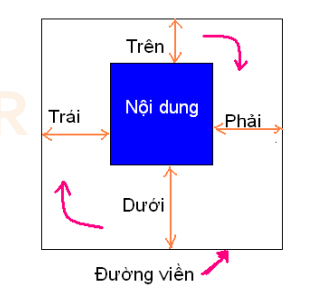 Trên
Nội dung
Trái
Phải
Dưới
Đường viền